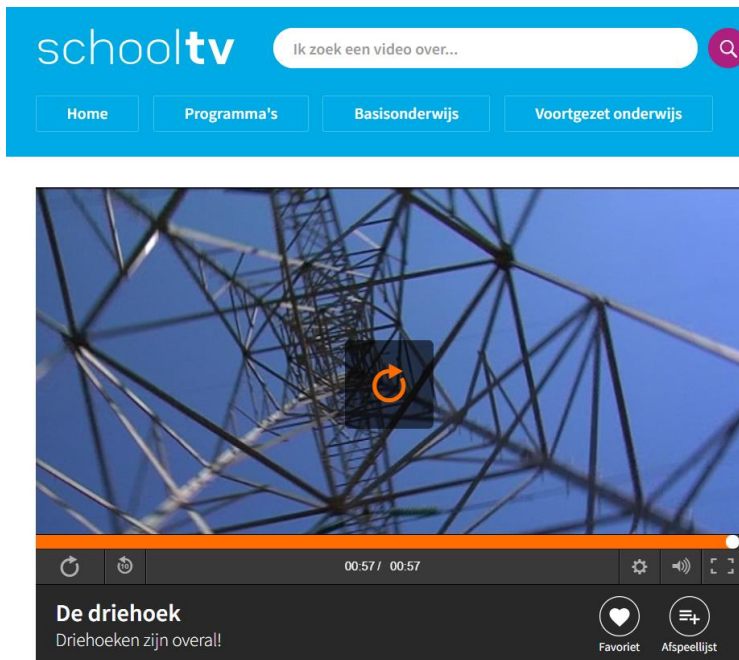 schooltv
Ik zoek een video over...
Home Programma's Basisonderwijs Voortgezet onderwijs
10
00:57 / 00:57
De driehoek
Driehoeken zijn overal!
Favoriet Afspeellijst